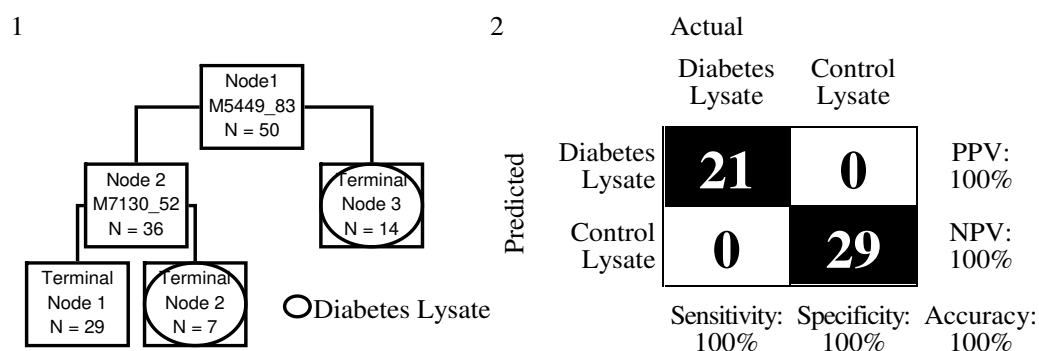 1
Node1
M5449_83
N = 50
Node 2
M7130_52
N = 36
Terminal
Node 3
N = 14
Terminal
Node 1
N = 29
Terminal
Node 2
N = 7
Diabetes Lysate
2
Actual
Diabetes
Lysate
Control
Lysate
Predicted
Diabetes
Lysate
21
0
PPV:
100%
Control
Lysate
0
29
NPV:
100%
Sensitivity:
100%
Specificity:
100%
Accuracy:
100%